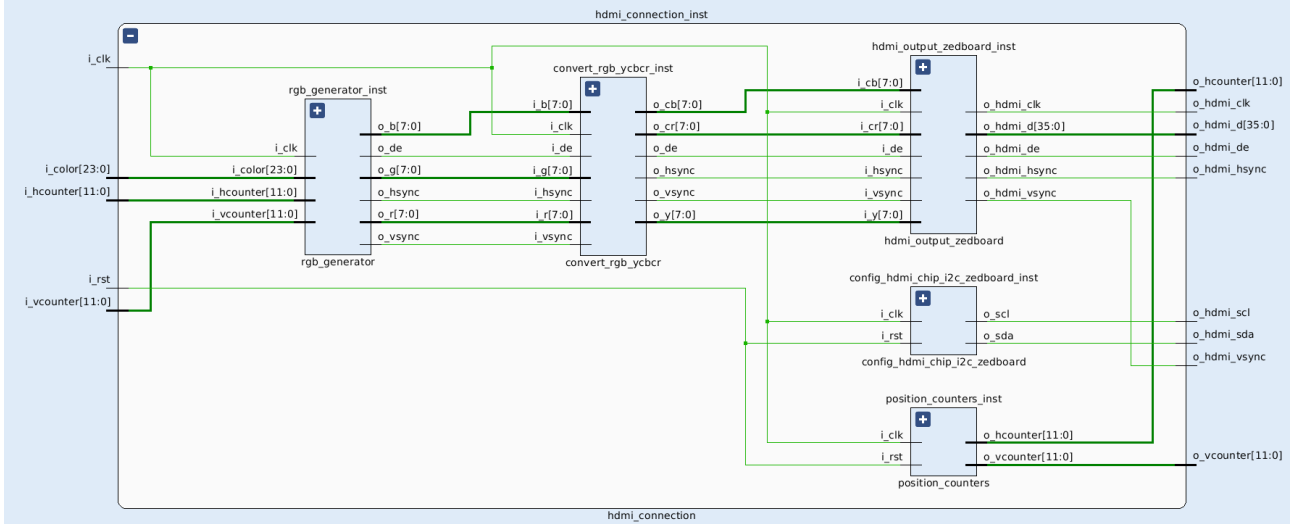 hdmi_connection_inst
i_clk
i_color[23:0]
i_hcounter[11:0]
i_rst
i_vcounter[11:0]
rgb_generator_inst
i_clk
i_color[23:0]
i_hcounter[11:0]
i_vcounter[11:0]
o_b[7:0]
o_de
o_g[7:0]
o_hsync
o_r[7:0]
o_vsync
rgb_generator
convert_rgb_ycbcr_inst
i_b[7:0]
i_clk
i_de
i_g[7:0]
i_hsync
i_r[7:0]
i_vsync
o_cb[7:0]
o_cr[7:0]
o_de
o_hsync
o_vsync
o_y[7:0]
convert_rgb_ycbcr
hdmi_output_zedboard_inst
i_cb[7:0]
i_clk
i_cr[7:0]
i_de
i_hsync
i_vsync
i_y[7:0]
o_hdmi_clk
o_hdmi_d[35:0]
o_hdmi_de
o_hdmi_hsync
o_hdmi_vsync
hdmi_output_zedboard
config_hdmi_chip_i2c_zedboard_inst
i_clk
i_rst
o_scl
o_sda
config_hdmi_chip_i2c_zedboard
position_counters_inst
i_clk
i_rst
o_hcounter[11:0]
o_vcounter[11:0]
position_counters
o_hcounter[11:0]
o_hdmi_clk
o_hdmi_d[35:0]
o_hdmi_de
o_hdmi_hsync
o_hdmi_scl
o_hdmi_sda
o_hdmi_vsync
o_vcounter[11:0]
hdmi_connection